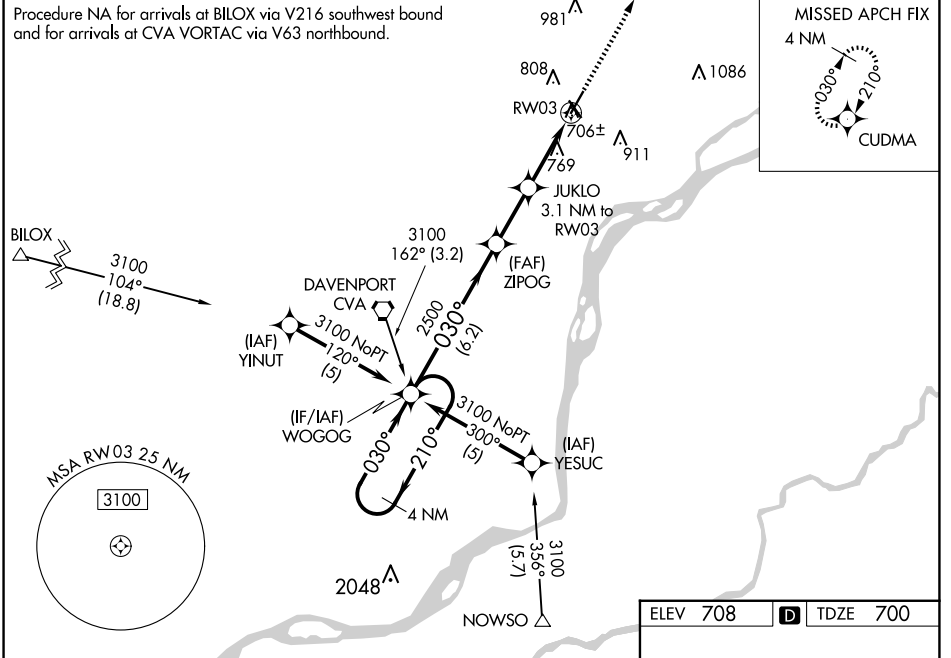 Procedure NA for arrivals at BILOX via V216 southwest bound
and for arrivals at CVA VORTAC via V63 northbound.
981
808
1086
RW03
706±
911
769
MISSED APCH FIX
4 NM
030°
210°
CUDMA
JUKLO
3.1 NM to
RW03
(FAF)
ZIPOG
BILOX
3100
104°
(18.8)
3100
162° (3.2)
DAVENPORT
CVA
2500
030°
(6.2)
(IAF)
YINUT
3100 NoPT
120°
(5)
(IF/IAF)
WOGOG
3100 NoPT
300°
(5)
(IAF)
YESUC
030°
210°
4 NM
MSA RW03 25 NM
3100
2048
3100
356°
(5.7)
NOWSO
ELEV 708 D TDZE 700